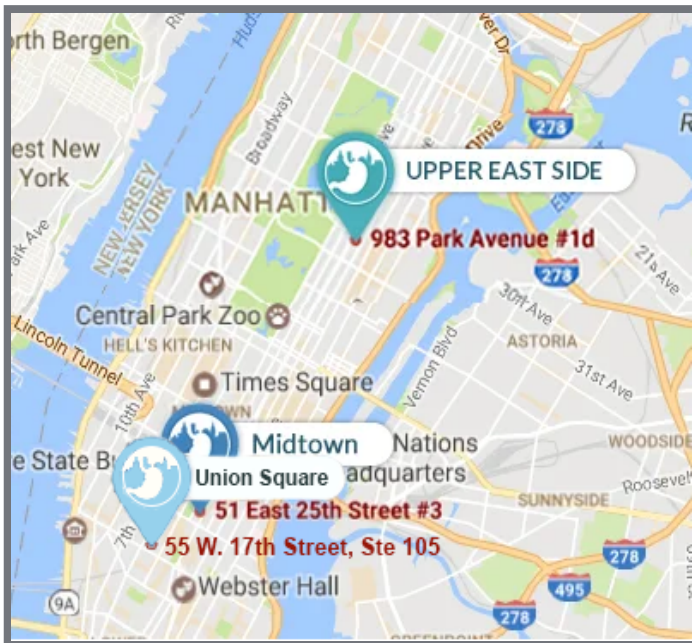 orth Bergen
ver Dr
278
Broadway
est New
York
NEW JERSEY
NEW YORK
UPPER EAST SIDE
Drive
MANHATT
983 Park Avenue #1d
278
21st Ave
Central Park Zoo
30th Ave
Lincoln Tunnel
HELL'S KITCHEN
ASTORIA
Vernon Blvd
31st Ave
Times Square
10th Ave
Midtown
Nations
WOODSIDE
e State B
Union Square
adquarters
Roosevel
SUNNYSIDE
51 East 25th Street #3
7th
55 W. 17th Street, Ste 105
278
Webster Hall
495
9A
278